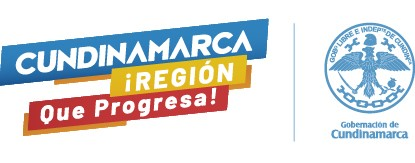 CUNDINAMARCA
¡REGIÓN
Que Progresa!
Gobernación de
Cundinamarca